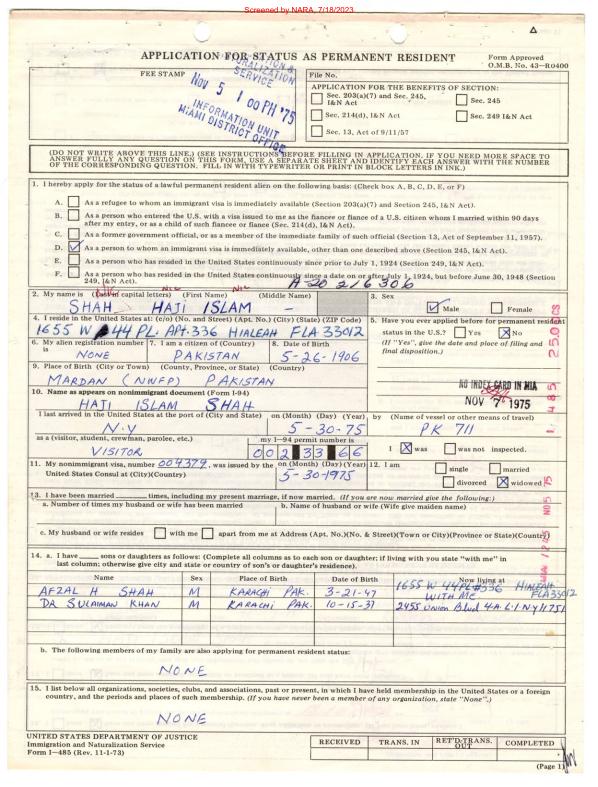 Screened by NARA, 7/18/2023
APPLICATION FOR STATUS AS PERMANENT RESIDENT
Form Approved
O.M.B. No. 43-R0400
FEE STAMP
NATURALIZATION
SERVICE
NOV 5 1 00 PM '75
INFORMATION UNIT
MIAMI DISTRICT OFFICE
File No.
APPLICATION FOR THE BENEFITS OF SECTION:
Sec. 203(a)(7) and Sec. 245, I&N Act
Sec. 245
Sec. 214(d), I&N Act
Sec. 249 I&N Act
Sec. 13, Act of 9/11/57
(DO NOT WRITE ABOVE THIS LINE.) (SEE INSTRUCTIONS BEFORE FILLING IN APPLICATION. IF YOU NEED MORE SPACE TO
ANSWER FULLY ANY QUESTION ON THIS FORM, USE A SEPARATE SHEET AND IDENTIFY EACH ANSWER WITH THE NUMBER
OF THE CORRESPONDING QUESTION. FILL IN WITH TYPEWRITER OR PRINT IN BLOCK LETTERS IN INK.)
1. I hereby apply for the status of a lawful permanent resident alien on the following basis: (Check box A, B, C, D, E, or F)
A. As a refugee to whom an immigrant visa is immediately available (Section 203(a)(7) and Section 245, I&N Act).
B. As a person who entered the U.S. with a visa issued to me as the fiancee or fiance of a U.S. citizen whom I married within 90 days
after my entry, or as a child of such fiancee or fiance (Sec. 214(d), I&N Act).
C. As a former government official, or as a member of the immediate family of such official (Section 13, Act of September 11, 1957).
D. As a person to whom an immigrant visa is immediately available, other than one described above (Section 245, I&N Act).
E. As a person who has resided in the United States continuously since prior to July 1, 1924 (Section 249, I&N Act).
F. As a person who has resided in the United States continuously since a date on or after July 1, 1924, but before June 30, 1948 (Section
249, I&N Act).
A-20 216 306
2. My name is (Last in capital letters) (First Name) (Middle Name)
SHAH HAJI ISLAM -
3. Sex
Male Female
4. I reside in the United States at: (c/o) (No. and Street) (Apt. No.) (City) (State) (ZIP Code)
1655 W 44 PL. APT. 336 HIALEAH FLA 33012
5. Have you ever applied before for permanent resident
status in the U.S.? Yes No
(If "Yes", give the date and place of filing and
final disposition.)
6. My alien registration number is
NONE
7. I am a citizen of (Country)
PAKISTAN
8. Date of Birth
5-26-1906
9. Place of Birth (City or Town) (County, Province, or State) (Country)
MARDAN (NWFP) PAKISTAN
NO INDEX CARD IN MIA
NOV 7 1975
10. Name as appears on nonimmigrant document (Form I-94)
HAJI ISLAM SHAH
I last arrived in the United States at the port of (City and State)
N.Y
on (Month) (Day) (Year)
5-30-75
by (Name of vessel or other means of travel)
PK 711
as a (visitor, student, crewman, parolee, etc.)
VISITOR
my I-94 permit number is
002 33 66
I was was not inspected.
11. My nonimmigrant visa, number 004379, was issued by the
United States Consul at (City)(Country)
on (Month) (Day) (Year)
5-30-1975
12. I am single married
divorced widowed
13. I have been married ____ times, including my present marriage, if now married. (If you are now married give the following:)
a. Number of times my husband or wife has been married
b. Name of husband or wife (Wife give maiden name)
c. My husband or wife resides with me apart from me at Address (Apt. No.)(No. & Street)(Town or City)(Province or State)(Country)
14. a. I have ____ sons or daughters as follows: (Complete all columns as to each son or daughter; if living with you state "with me" in
last column; otherwise give city and state or country of son's or daughter's residence).
Name Sex Place of Birth Date of Birth Now living at
1655 W 44 PL #336 HIALEAH FLA 33012
AFZAL H SHAH M KARACHI PAK. 3-21-47 WITH ME.
DR SULAIMAN KHAN M KARACHI PAK. 10-15-37 2455 Union Blvd 4A L.I N.Y 11751
b. The following members of my family are also applying for permanent resident status:
NONE
15. I list below all organizations, societies, clubs, and associations, past or present, in which I have held membership in the United States or a foreign
country, and the periods and places of such membership. (If you have never been a member of any organization, state "None".)
NONE
UNITED STATES DEPARTMENT OF JUSTICE
Immigration and Naturalization Service
Form I-485 (Rev. 11-1-73)
RECEIVED TRANS. IN RET'D-TRANS. OUT COMPLETED
(Page 1)